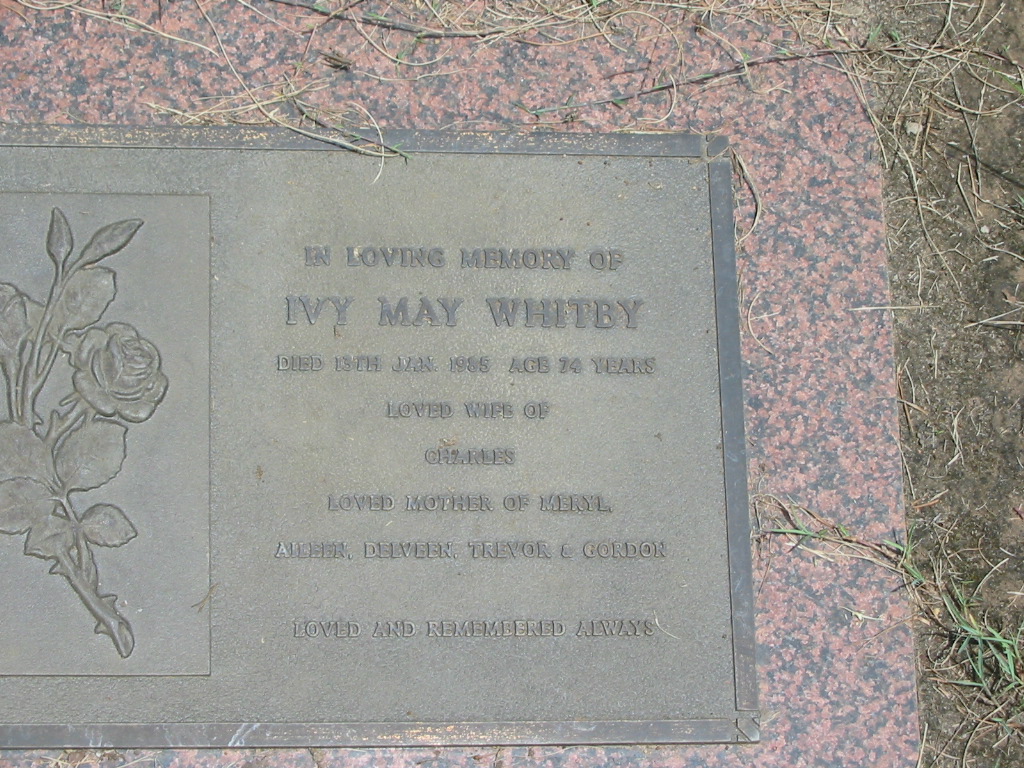 IN LOVING MEMORY OF
IVY MAY WHITBY
DIED 13TH JAN. 1985 AGE 74 YEARS
LOVED WIFE OF
CHARLES
LOVED MOTHER OF MERYL,
AILEEN, DELVEEN, TREVOR & GORDON
LOVED AND REMEMBERED ALWAYS